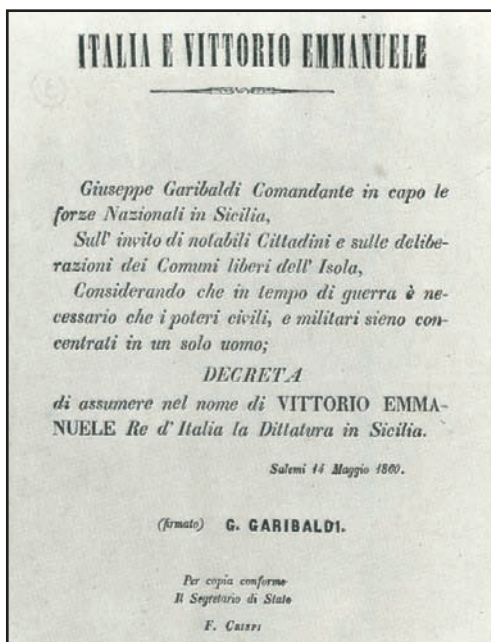 ITALIA E VITTORIO EMMANUELE
Giuseppe Garibaldi Comandante in capo le
forze Nazionali in Sicilia,
Sull' invito di notabili Cittadini e sulle delibe-
razioni dei Comuni liberi dell' Isola,
Considerando che in tempo di guerra è ne-
cessario che i poteri civili, e militari sieno con-
centrati in un solo uomo;
DECRETA
di assumere nel nome di VITTORIO EMMA-
NUELE Re d' Italia la Dittatura in Sicilia.
Salemi 14 Maggio 1860.
(firmato) G. GARIBALDI.
Per copia conforme
Il Segretario di Stato
F. CRISPI